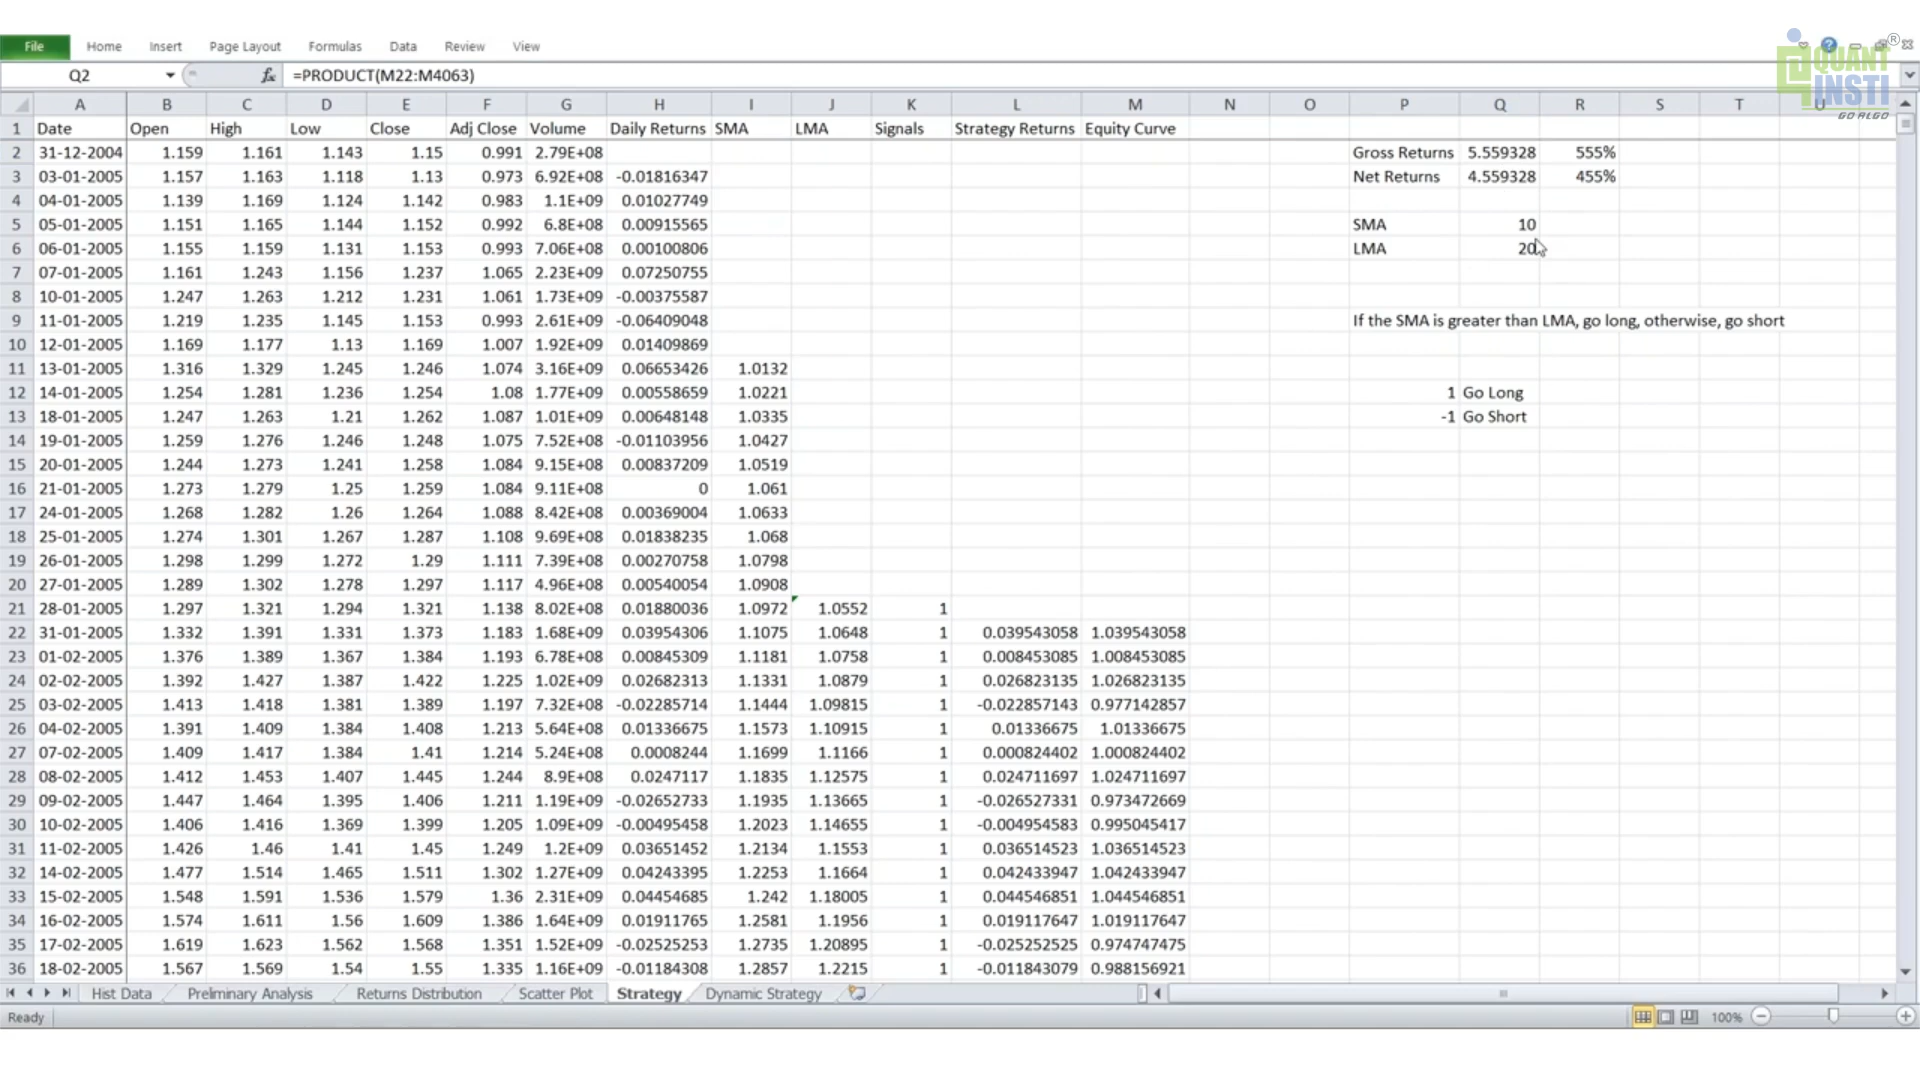 File Home Insert Page Layout Formulas Data Review View
QUANT INSTI ®
GO ALGO
Q2 fx =PRODUCT(M22:M4063)
A B C D E F G H I J K L M N O P Q R S T U
1 Date Open High Low Close Adj Close Volume Daily Returns SMA LMA Signals Strategy Returns Equity Curve
2 31-12-2004 1.159 1.161 1.143 1.15 0.991 2.79E+08 Gross Returns 5.559328 555%
3 03-01-2005 1.157 1.163 1.118 1.13 0.973 6.92E+08 -0.01816347 Net Returns 4.559328 455%
4 04-01-2005 1.139 1.169 1.124 1.142 0.983 1.1E+09 0.01027749
5 05-01-2005 1.151 1.165 1.144 1.152 0.992 6.8E+08 0.00915565 SMA 10
6 06-01-2005 1.155 1.159 1.131 1.153 0.993 7.06E+08 0.00100806 LMA 20
7 07-01-2005 1.161 1.243 1.156 1.237 1.065 2.23E+09 0.07250755
8 10-01-2005 1.247 1.263 1.212 1.231 1.061 1.73E+09 -0.00375587
9 11-01-2005 1.219 1.235 1.145 1.153 0.993 2.61E+09 -0.06409048 If the SMA is greater than LMA, go long, otherwise, go short
10 12-01-2005 1.169 1.177 1.13 1.169 1.007 1.92E+09 0.01409869
11 13-01-2005 1.316 1.329 1.245 1.246 1.074 3.16E+09 0.06653426 1.0132
12 14-01-2005 1.254 1.281 1.236 1.254 1.08 1.77E+09 0.00558659 1.0221 1 Go Long
13 18-01-2005 1.247 1.263 1.21 1.262 1.087 1.01E+09 0.00648148 1.0335 -1 Go Short
14 19-01-2005 1.259 1.276 1.246 1.248 1.075 7.52E+08 -0.01103956 1.0427
15 20-01-2005 1.244 1.273 1.241 1.258 1.084 9.15E+08 0.00837209 1.0519
16 21-01-2005 1.273 1.279 1.25 1.259 1.084 9.11E+08 0 1.061
17 24-01-2005 1.268 1.282 1.26 1.264 1.088 8.42E+08 0.00369004 1.0633
18 25-01-2005 1.274 1.301 1.267 1.287 1.108 9.69E+08 0.01838235 1.068
19 26-01-2005 1.298 1.299 1.272 1.29 1.111 7.39E+08 0.00270758 1.0798
20 27-01-2005 1.289 1.302 1.278 1.297 1.117 4.96E+08 0.00540054 1.0908
21 28-01-2005 1.297 1.321 1.294 1.321 1.138 8.02E+08 0.01880036 1.0972 1.0552 1
22 31-01-2005 1.332 1.391 1.331 1.373 1.183 1.68E+09 0.03954306 1.1075 1.0648 1 0.039543058 1.039543058
23 01-02-2005 1.376 1.389 1.367 1.384 1.193 6.78E+08 0.00845309 1.1181 1.0758 1 0.008453085 1.008453085
24 02-02-2005 1.392 1.427 1.387 1.422 1.225 1.02E+09 0.02682313 1.1331 1.0879 1 0.026823135 1.026823135
25 03-02-2005 1.413 1.418 1.381 1.389 1.197 7.32E+08 -0.02285714 1.1444 1.09815 1 -0.022857143 0.977142857
26 04-02-2005 1.391 1.409 1.384 1.408 1.213 5.64E+08 0.01336675 1.1573 1.10915 1 0.01336675 1.01336675
27 07-02-2005 1.409 1.417 1.384 1.41 1.214 5.24E+08 0.0008244 1.1699 1.1166 1 0.000824402 1.000824402
28 08-02-2005 1.412 1.453 1.407 1.445 1.244 8.9E+08 0.0247117 1.1835 1.12575 1 0.024711697 1.024711697
29 09-02-2005 1.447 1.464 1.395 1.406 1.211 1.19E+09 -0.02652733 1.1935 1.13665 1 -0.026527331 0.973472669
30 10-02-2005 1.406 1.416 1.369 1.399 1.205 1.09E+09 -0.00495458 1.2023 1.14655 1 -0.004954583 0.995045417
31 11-02-2005 1.426 1.46 1.41 1.45 1.249 1.2E+09 0.03651452 1.2134 1.1553 1 0.036514523 1.036514523
32 14-02-2005 1.477 1.514 1.465 1.511 1.302 1.27E+09 0.04243395 1.2253 1.1664 1 0.042433947 1.042433947
33 15-02-2005 1.548 1.591 1.536 1.579 1.36 2.31E+09 0.04454685 1.242 1.18005 1 0.044546851 1.044546851
34 16-02-2005 1.574 1.611 1.56 1.609 1.386 1.64E+09 0.01911765 1.2581 1.1956 1 0.019117647 1.019117647
35 17-02-2005 1.619 1.623 1.562 1.568 1.351 1.52E+09 -0.02525253 1.2735 1.20895 1 -0.025252525 0.974747475
36 18-02-2005 1.567 1.569 1.54 1.55 1.335 1.16E+09 -0.01184308 1.2857 1.2215 1 -0.011843079 0.988156921
Hist Data Prelminary Analysis Returns Distribution Scatter Plot Strategy Dynamic Strategy
Ready 100%